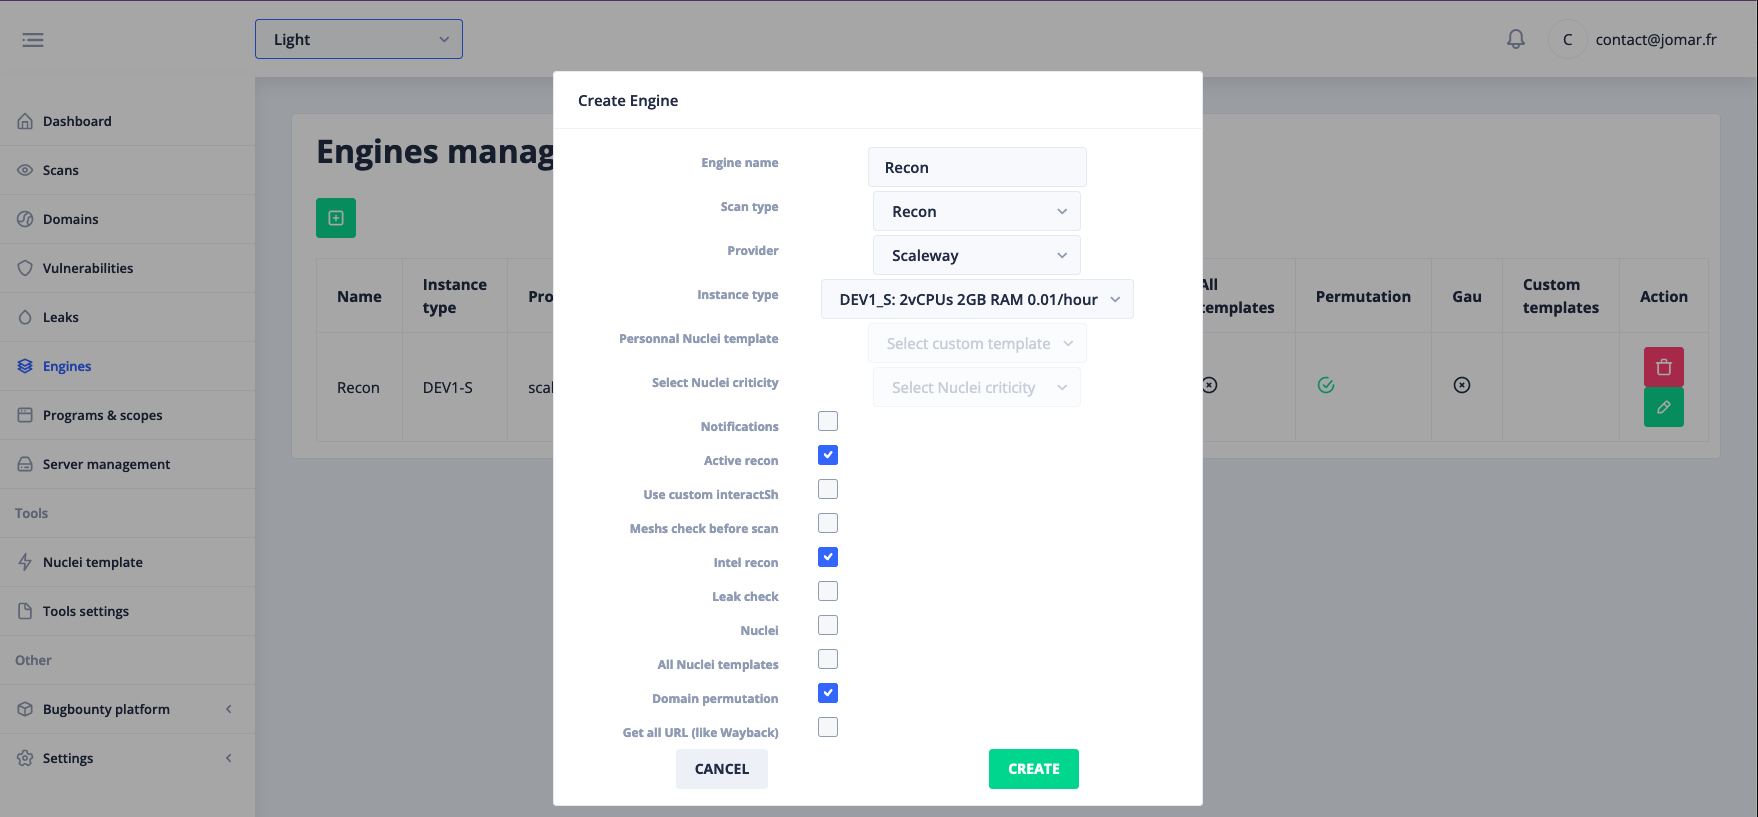 Light
C
contact@jomar.fr
Dashboard
Scans
Domains
Vulnerabilities
Leaks
Engines
Programs & scopes
Server management
Tools
Nuclei template
Tools settings
Other
Bugbounty platform
Settings
Engines manag
Name
Instance
type
Pro
All
templates
Permutation
Gau
Custom
templates
Action
Recon
DEV1-S
scal
Create Engine
Engine name
Recon
Scan type
Recon
Provider
Scaleway
Instance type
DEV1_S: 2vCPUs 2GB RAM 0.01/hour
Personnal Nuclei template
Select custom template
Select Nuclei criticity
Select Nuclei criticity
Notifications
Active recon
Use custom interactSh
Meshs check before scan
Intel recon
Leak check
Nuclei
All Nuclei templates
Domain permutation
Get all URL (like Wayback)
CANCEL
CREATE